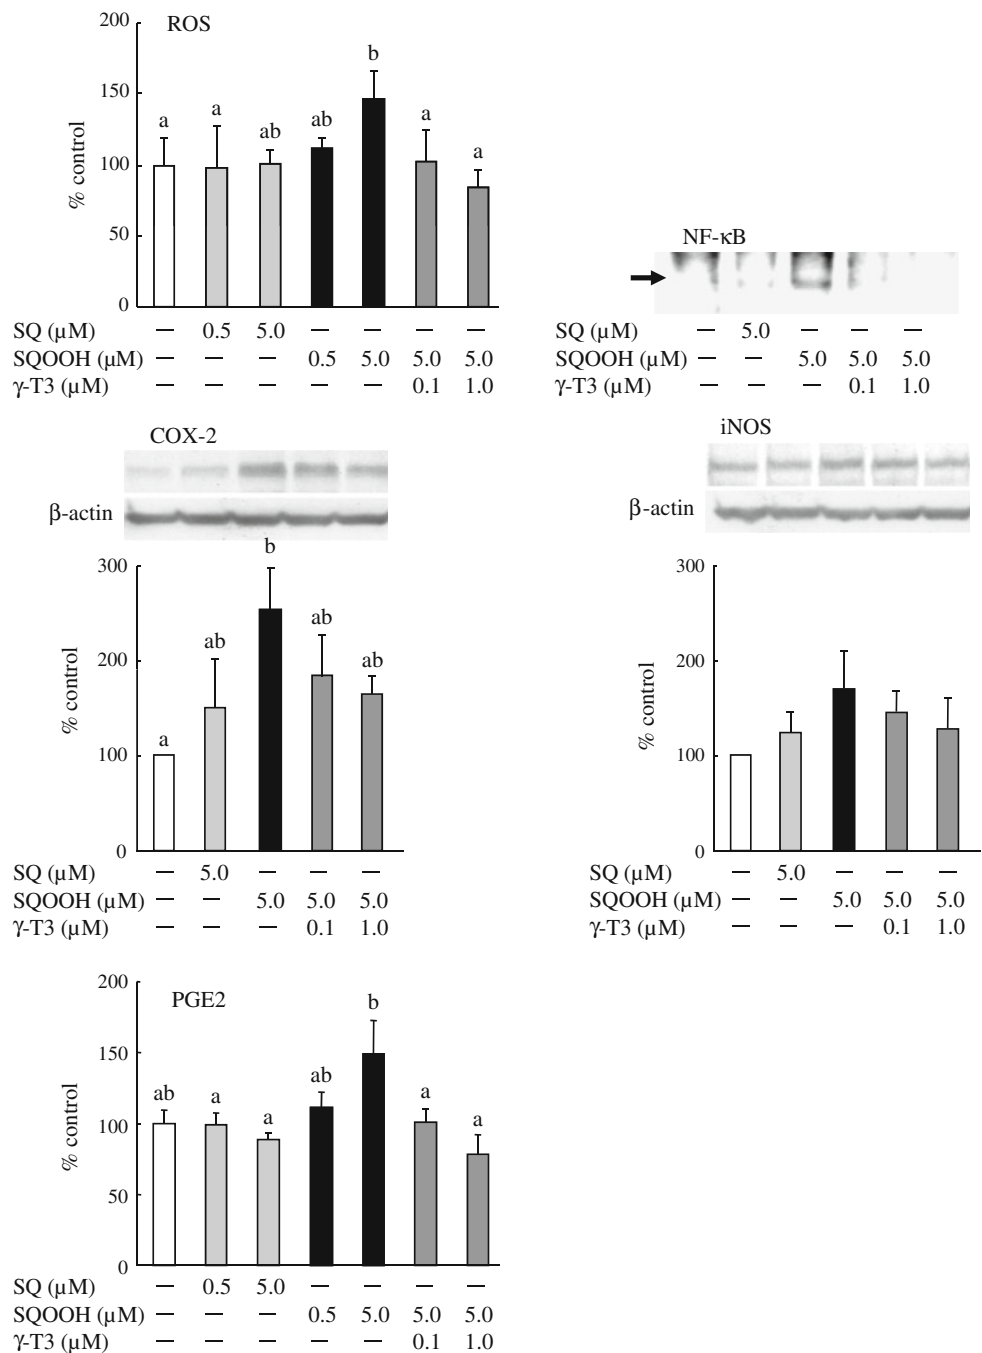 ROS
200
150
100
50
0
% control
a a ab ab b a a
SQ (µM) — 0.5 5.0 — — — —
SQOOH (µM) — — — 0.5 5.0 5.0 5.0
γ-T3 (µM) — — — — — 0.1 1.0
NF-κB
SQ (µM) — 5.0 — — —
SQOOH (µM) — — 5.0 5.0 5.0
γ-T3 (µM) — — — 0.1 1.0
COX-2
β-actin
300
200
100
0
% control
a ab b ab ab
SQ (µM) — 5.0 — — —
SQOOH (µM) — — 5.0 5.0 5.0
γ-T3 (µM) — — — 0.1 1.0
iNOS
β-actin
300
200
100
0
% control
SQ (µM) — 5.0 — — —
SQOOH (µM) — — 5.0 5.0 5.0
γ-T3 (µM) — — — 0.1 1.0
PGE2
200
150
100
50
0
% control
ab a a ab b a a
SQ (µM) — 0.5 5.0 — — — —
SQOOH (µM) — — — 0.5 5.0 5.0 5.0
γ-T3 (µM) — — — — — 0.1 1.0